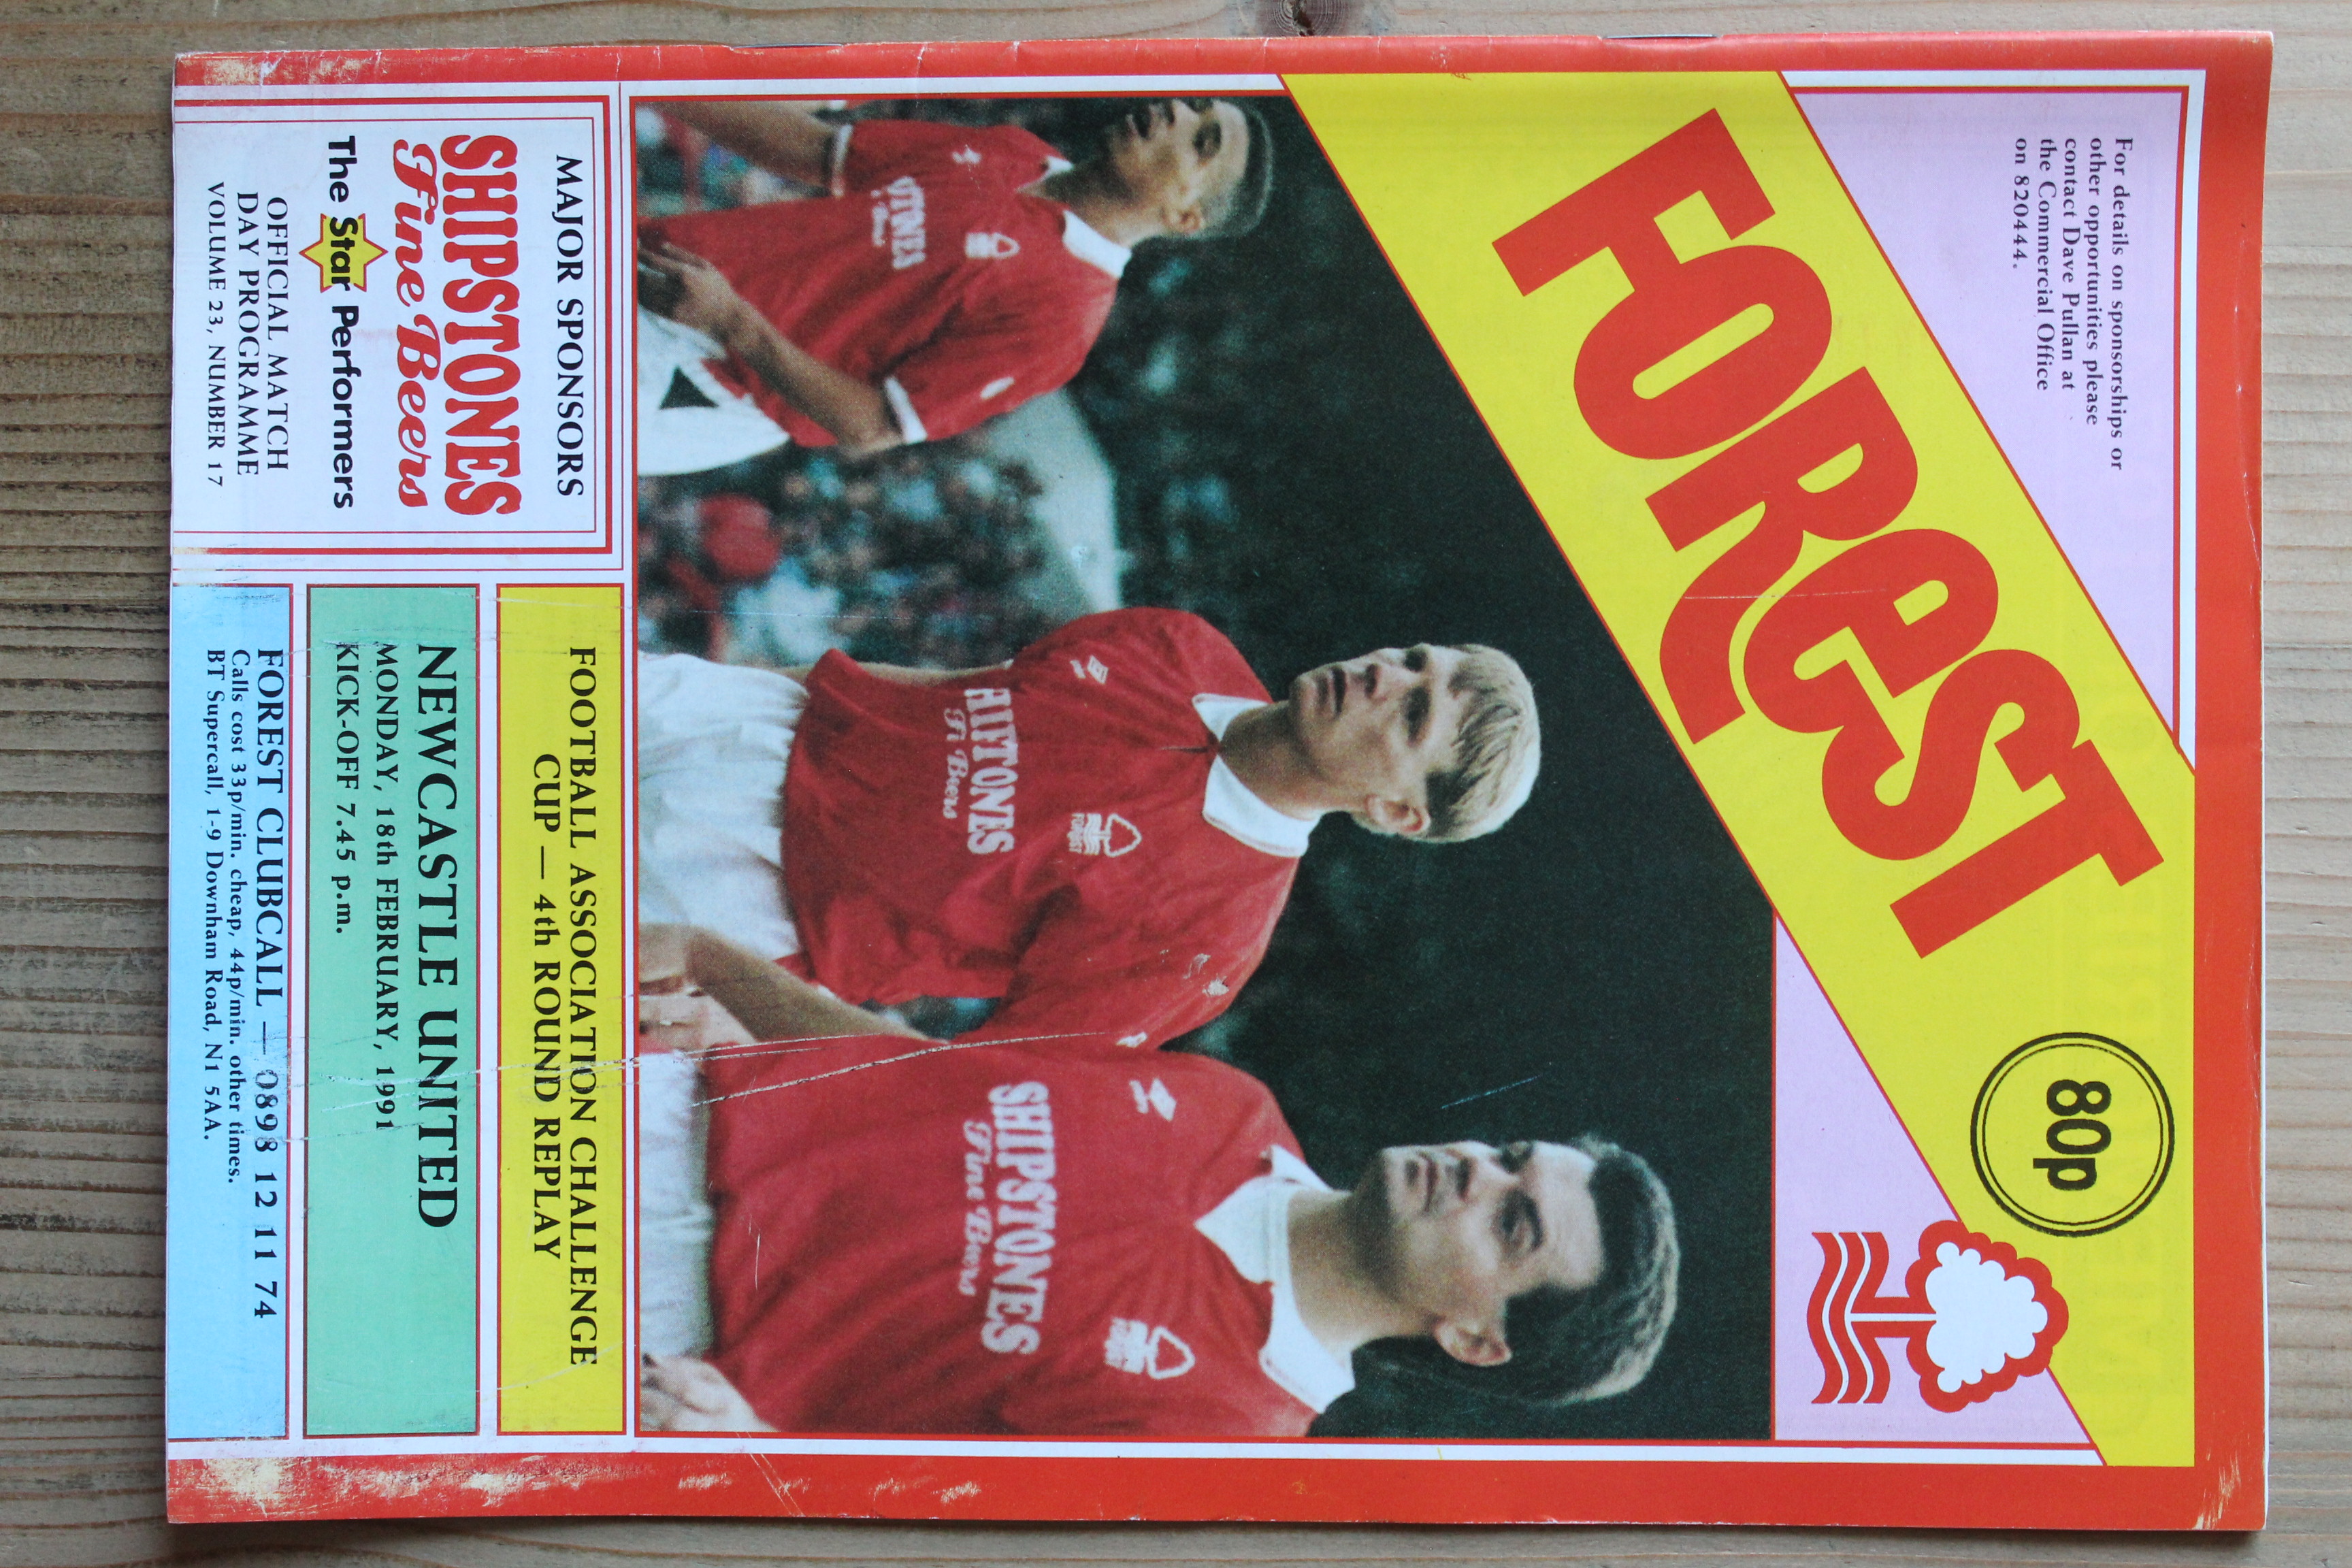 For details on sponsorships or
other opportunities please
contact Dave Pullan at
the Commercial Office
on 820444.
FOREST
80p
SHIPSTONES
Fine Beers
FOREST
SHIPSTONES
Fine Beers
FOREST
MAJOR SPONSORS
SHIPSTONES
Fine Beers
The Star Performers
OFFICIAL MATCH
DAY PROGRAMME
VOLUME 23, NUMBER 17
FOOTBALL ASSOCIATION CHALLENGE
CUP — 4th ROUND REPLAY
NEWCASTLE UNITED
MONDAY, 18th FEBRUARY, 1991
KICK-OFF 7.45 p.m.
FOREST CLUBCALL — 0898 12 11 74
Calls cost 33p/min. cheap, 44p/min. other times.
BT Supercall, 1-9 Downham Road, N1 5AA.